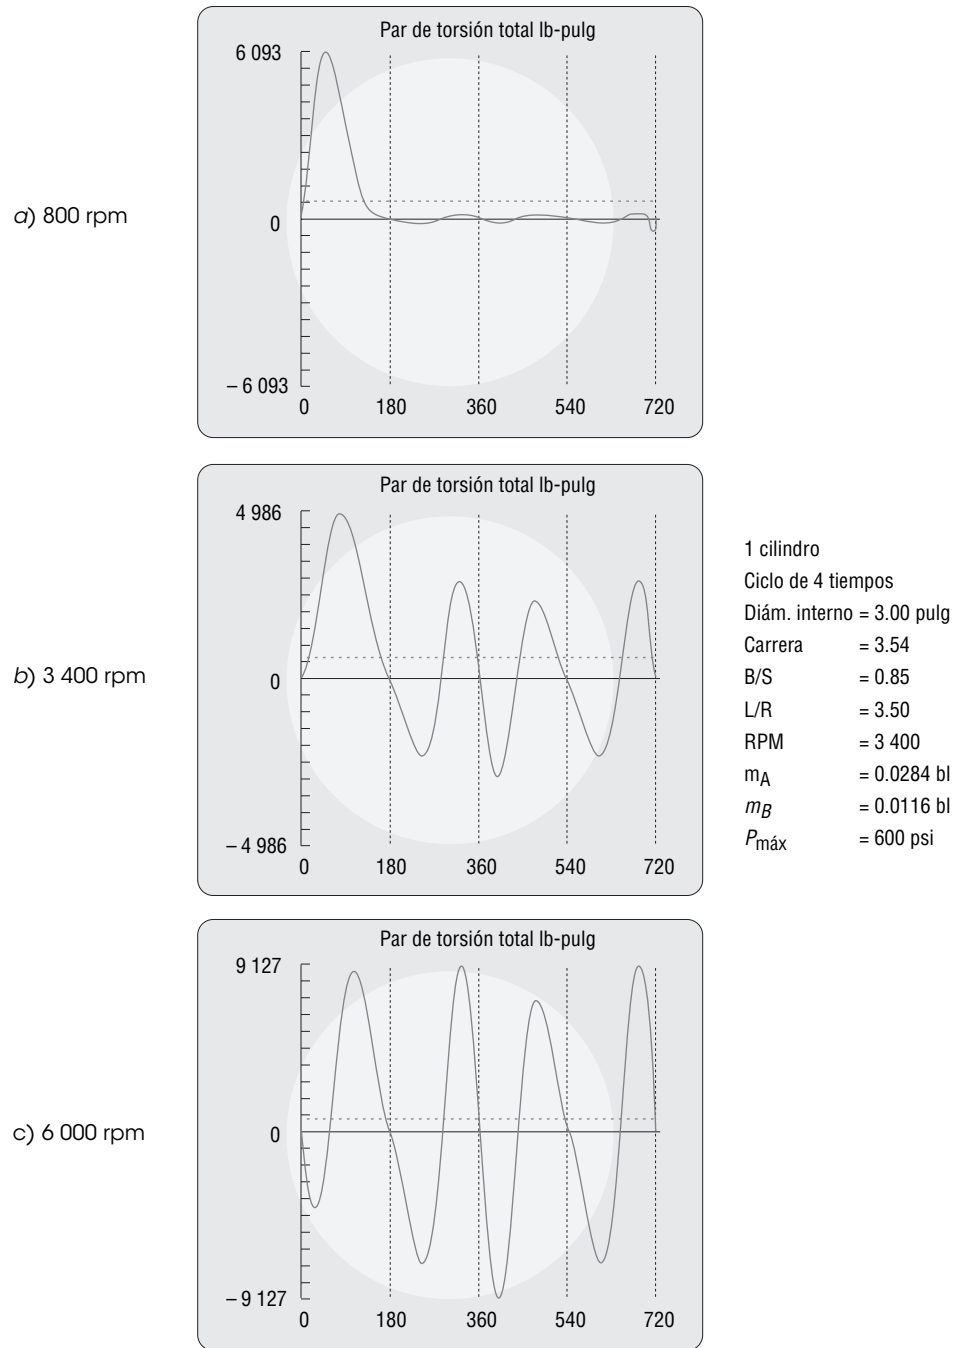 Par de torsión total lb-pulg
6 093
0
– 6 093
0 180 360 540 720
a) 800 rpm
Par de torsión total lb-pulg
4 986
0
– 4 986
0 180 360 540 720
b) 3 400 rpm
1 cilindro
Ciclo de 4 tiempos
Diám. interno = 3.00 pulg
Carrera = 3.54
B/S = 0.85
L/R = 3.50
RPM = 3 400
mA = 0.0284 bl
mB = 0.0116 bl
Pmáx = 600 psi
Par de torsión total lb-pulg
9 127
0
– 9 127
0 180 360 540 720
c) 6 000 rpm